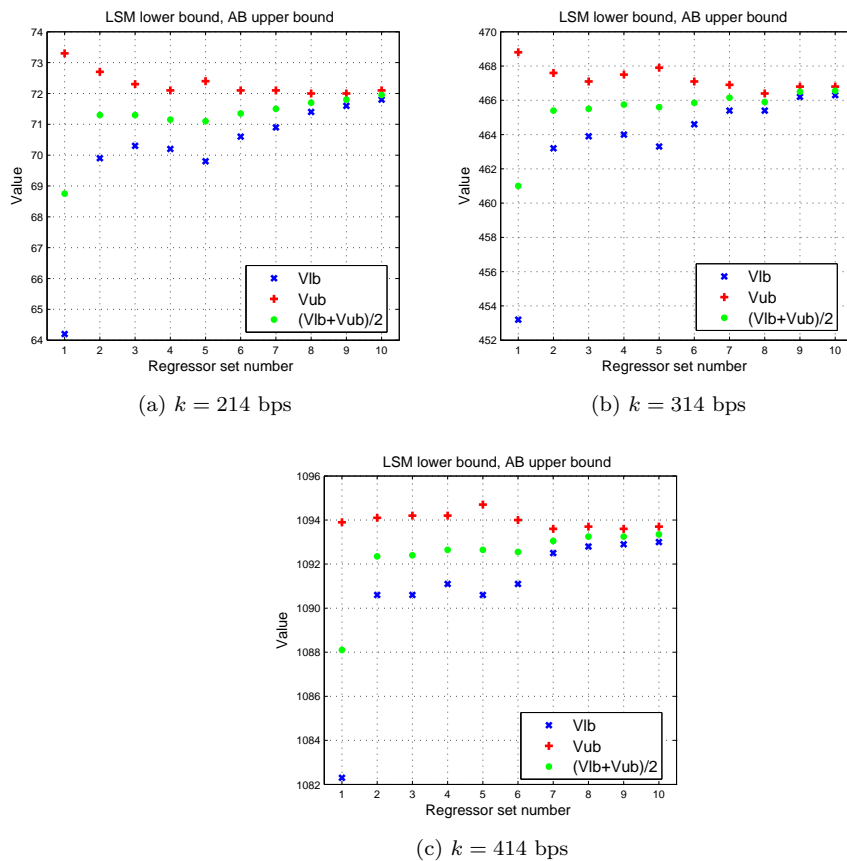 LSM lower bound, AB upper bound
74
73
72
71
70
69
68
67
66
65
64
Value
1 2 3 4 5 6 7 8 9 10
Regressor set number
Vlb
Vub
(Vlb+Vub)/2
(a) k = 214 bps
LSM lower bound, AB upper bound
470
468
466
464
462
460
458
456
454
452
Value
1 2 3 4 5 6 7 8 9 10
Regressor set number
Vlb
Vub
(Vlb+Vub)/2
(b) k = 314 bps
LSM lower bound, AB upper bound
1096
1094
1092
1090
1088
1086
1084
1082
Value
1 2 3 4 5 6 7 8 9 10
Regressor set number
Vlb
Vub
(Vlb+Vub)/2
(c) k = 414 bps